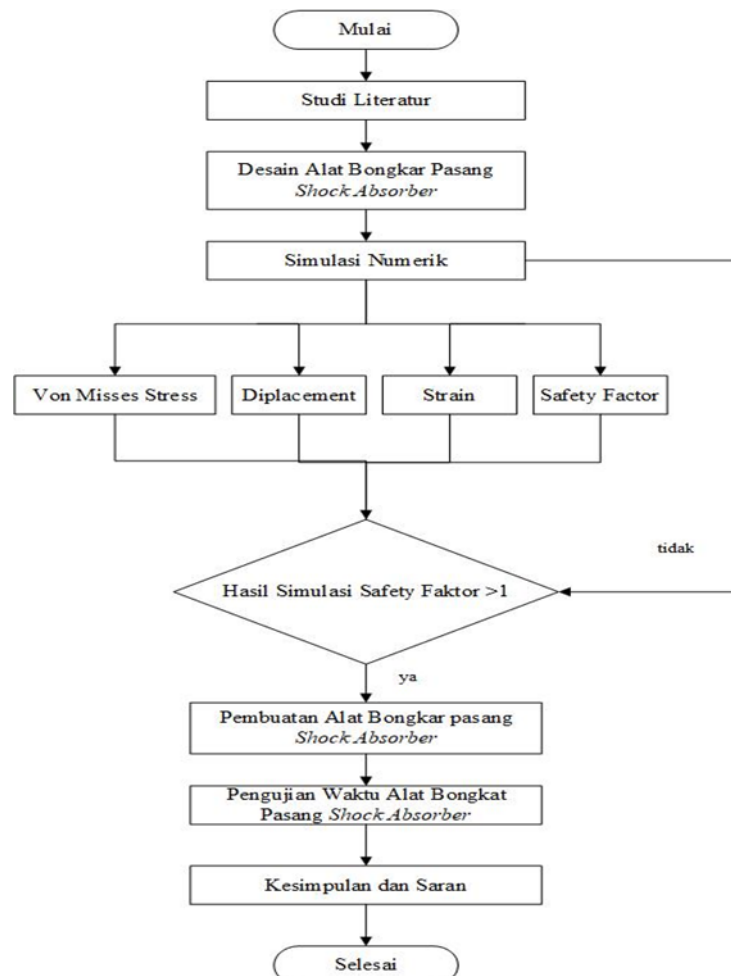 Mulai
Studi Literatur
Desain Alat Bongkar Pasang
Shock Absorber
Simulasi Numerik
Von Misses Stress
Diplacement
Strain
Safety Factor
tidak
Hasil Simulasi Safety Faktor >1
ya
Pembuatan Alat Bongkar pasang
Shock Absorber
Pengujian Waktu Alat Bongkat
Pasang Shock Absorber
Kesimpulan dan Saran
Selesai